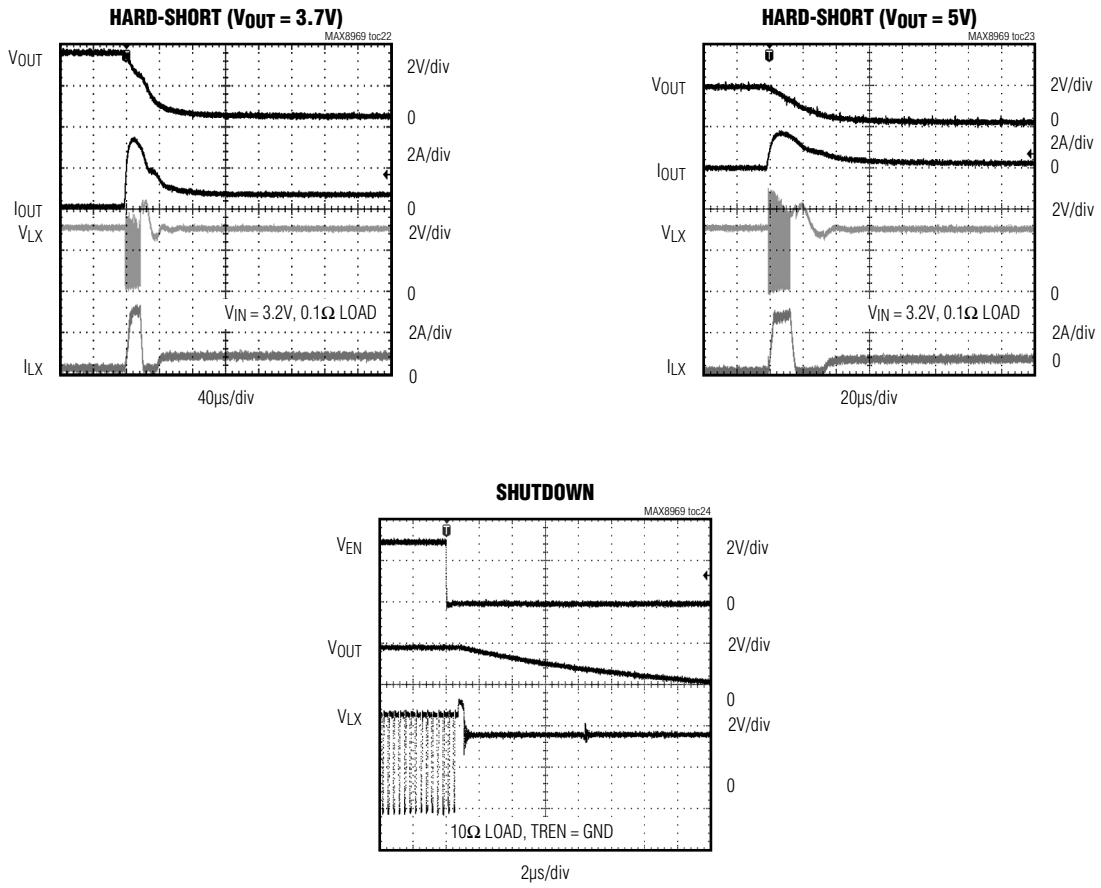 HARD-SHORT (VOUT = 3.7V)
MAX8969 toc22
VOUT
2V/div
0
2A/div
IOUT
0
VLX
2V/div
0
VIN = 3.2V, 0.1Ω LOAD
2A/div
ILX
0
40µs/div
HARD-SHORT (VOUT = 5V)
MAX8969 toc23
VOUT
2V/div
0
2A/div
IOUT
0
2V/div
VLX
0
VIN = 3.2V, 0.1Ω LOAD
2A/div
0
ILX
20µs/div
SHUTDOWN
MAX8969 toc24
VEN
2V/div
0
VOUT
2V/div
0
VLX
2V/div
0
10Ω LOAD, TREN = GND
2µs/div